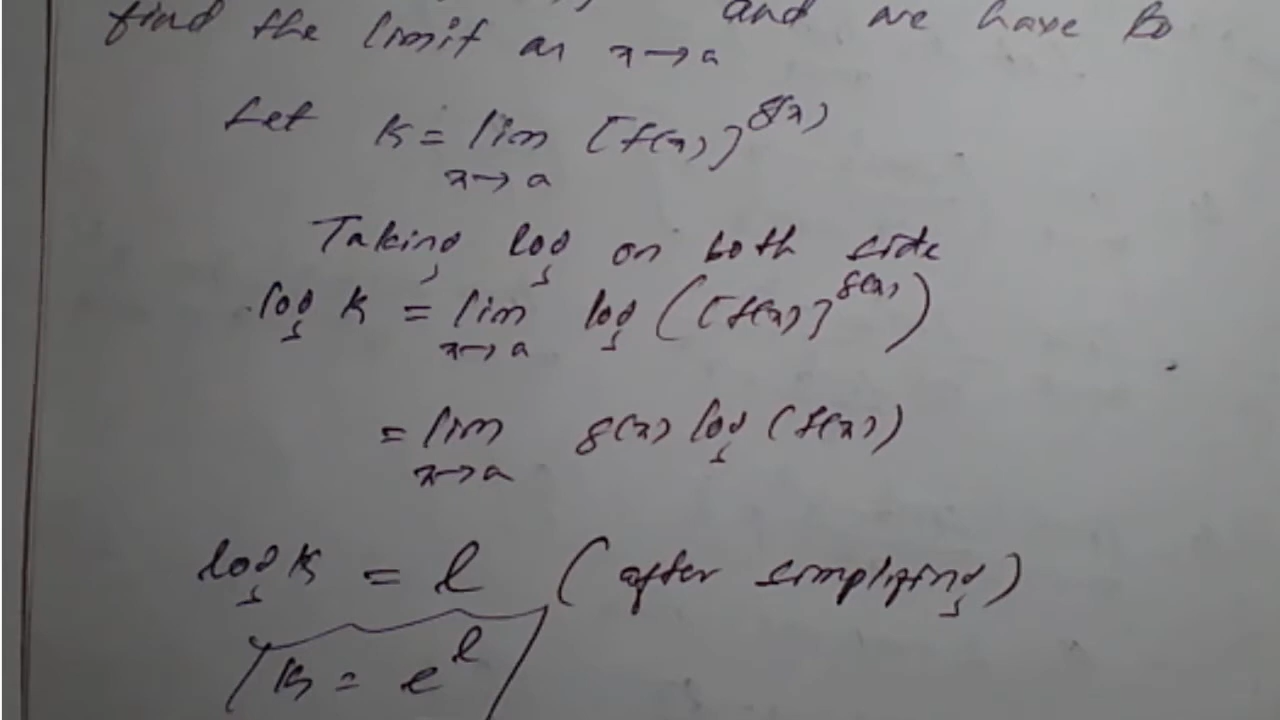 and we have to
find the limit as x→a
Let k = lim [f(x)]^g(x)
x→a
Taking log on both side
log k = lim log ([f(x)]^g(x))
x→a
= lim g(x) log (f(x))
x→a
log k = l (after simplifying)
k = e^l